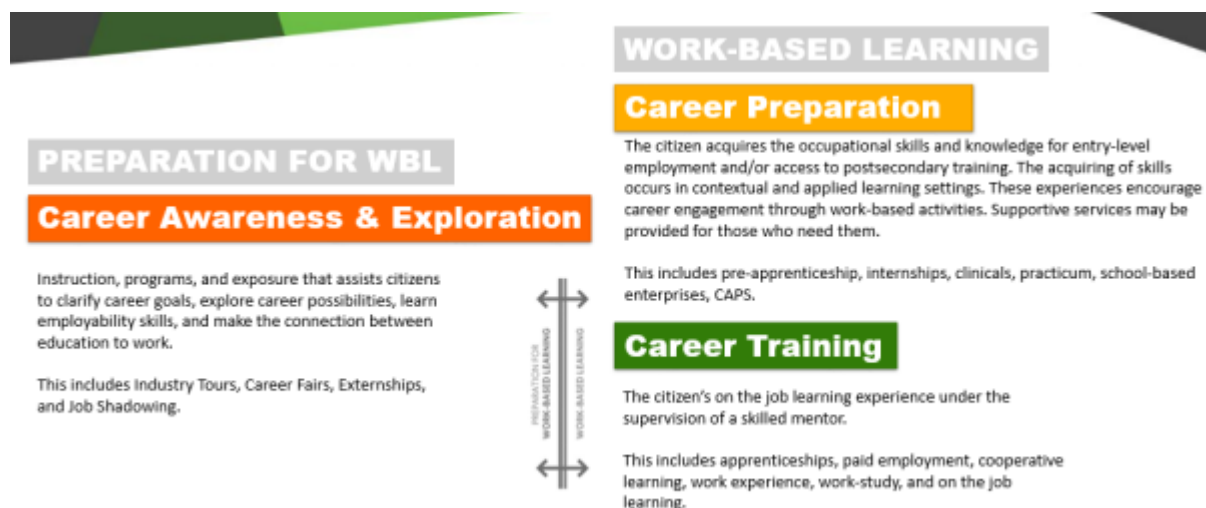 PREPARATION FOR WBL
Career Awareness & Exploration
Instruction, programs, and exposure that assists citizens
to clarify career goals, explore career possibilities, learn
employability skills, and make the connection between
education to work.
This includes Industry Tours, Career Fairs, Externships,
and Job Shadowing.
PREPARATION FOR
WORK-BASED LEARNING
WORK-BASED LEARNING
WORK-BASED LEARNING
Career Preparation
The citizen acquires the occupational skills and knowledge for entry-level
employment and/or access to postsecondary training. The acquiring of skills
occurs in contextual and applied learning settings. These experiences encourage
career engagement through work-based activities. Supportive services may be
provided for those who need them.
This includes pre-apprenticeship, internships, clinicals, practicum, school-based
enterprises, CAPS.
Career Training
The citizen's on the job learning experience under the
supervision of a skilled mentor.
This includes apprenticeships, paid employment, cooperative
learning, work experience, work-study, and on the job
learning.